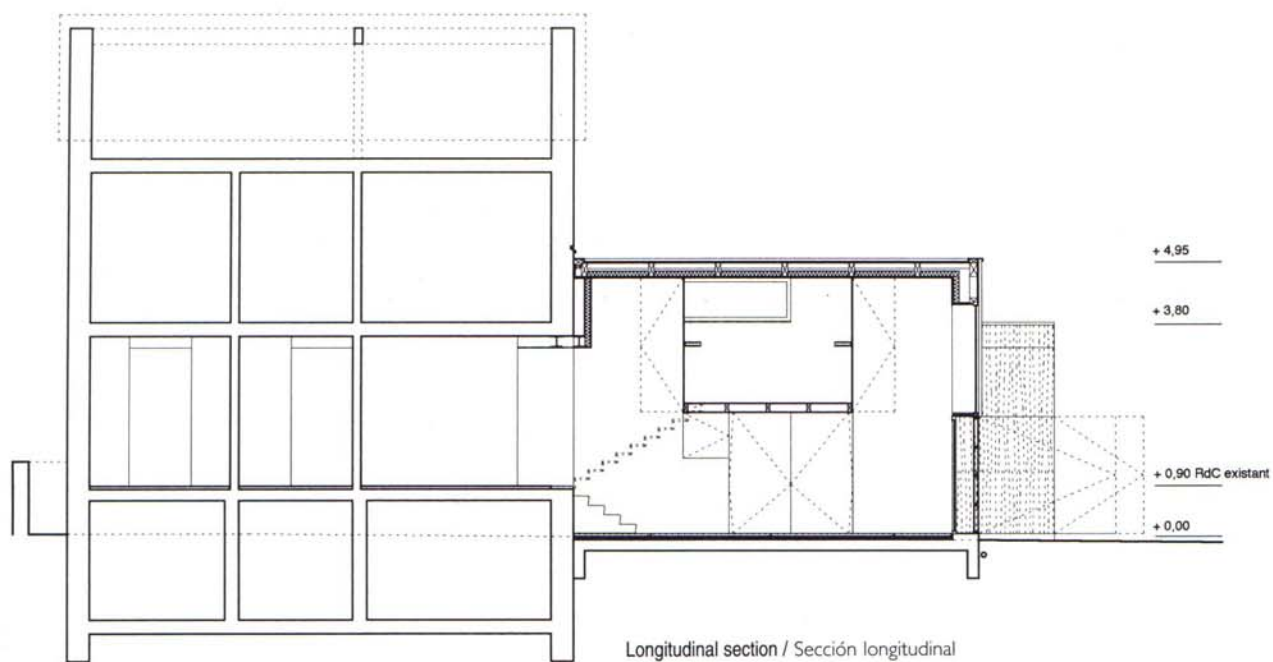 + 4,95
+ 3,80
+ 0,90 RdC existant
+ 0,00
Longitudinal section / Sección longitudinal